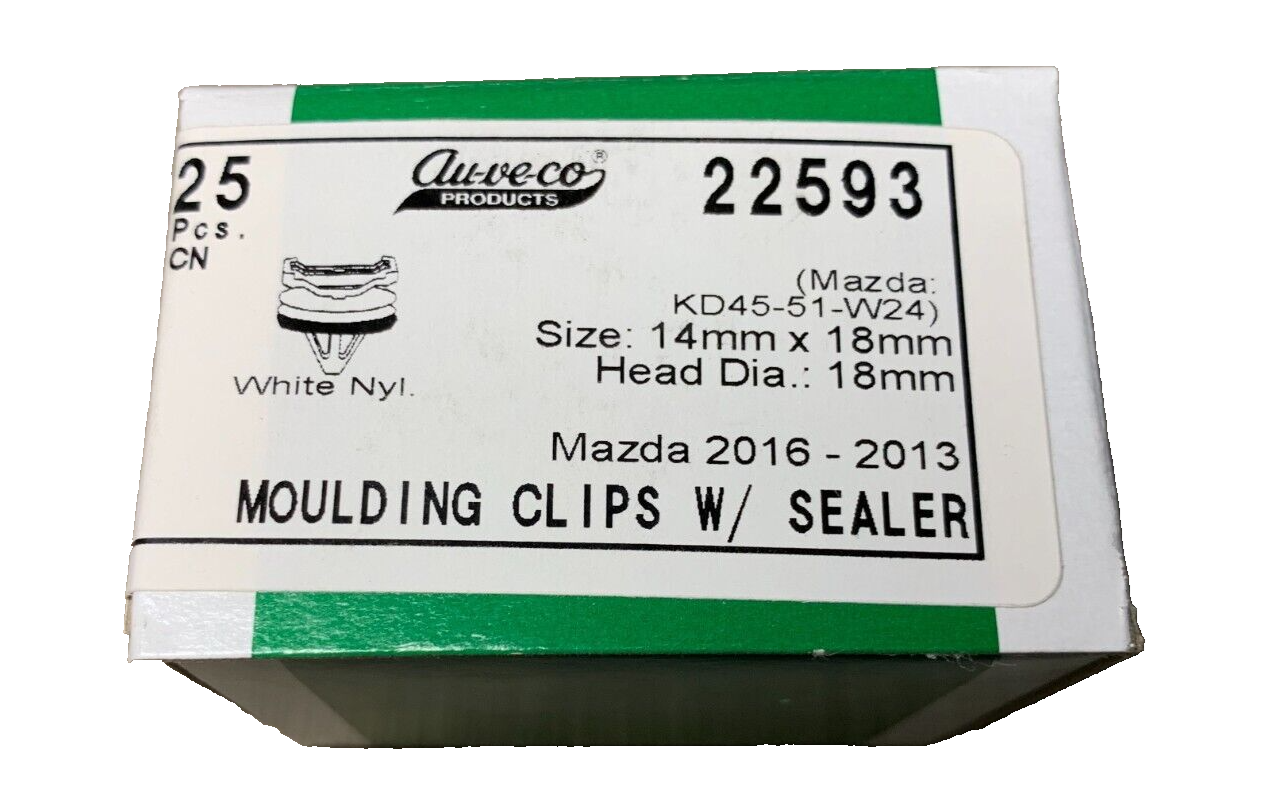 25
Pcs.
CN
au-ve-co®
PRODUCTS
22593
(Mazda:
KD45-51-W24)
Size: 14mm x 18mm
Head Dia.: 18mm
White Nyl.
Mazda 2016 - 2013
MOULDING CLIPS W/ SEALER